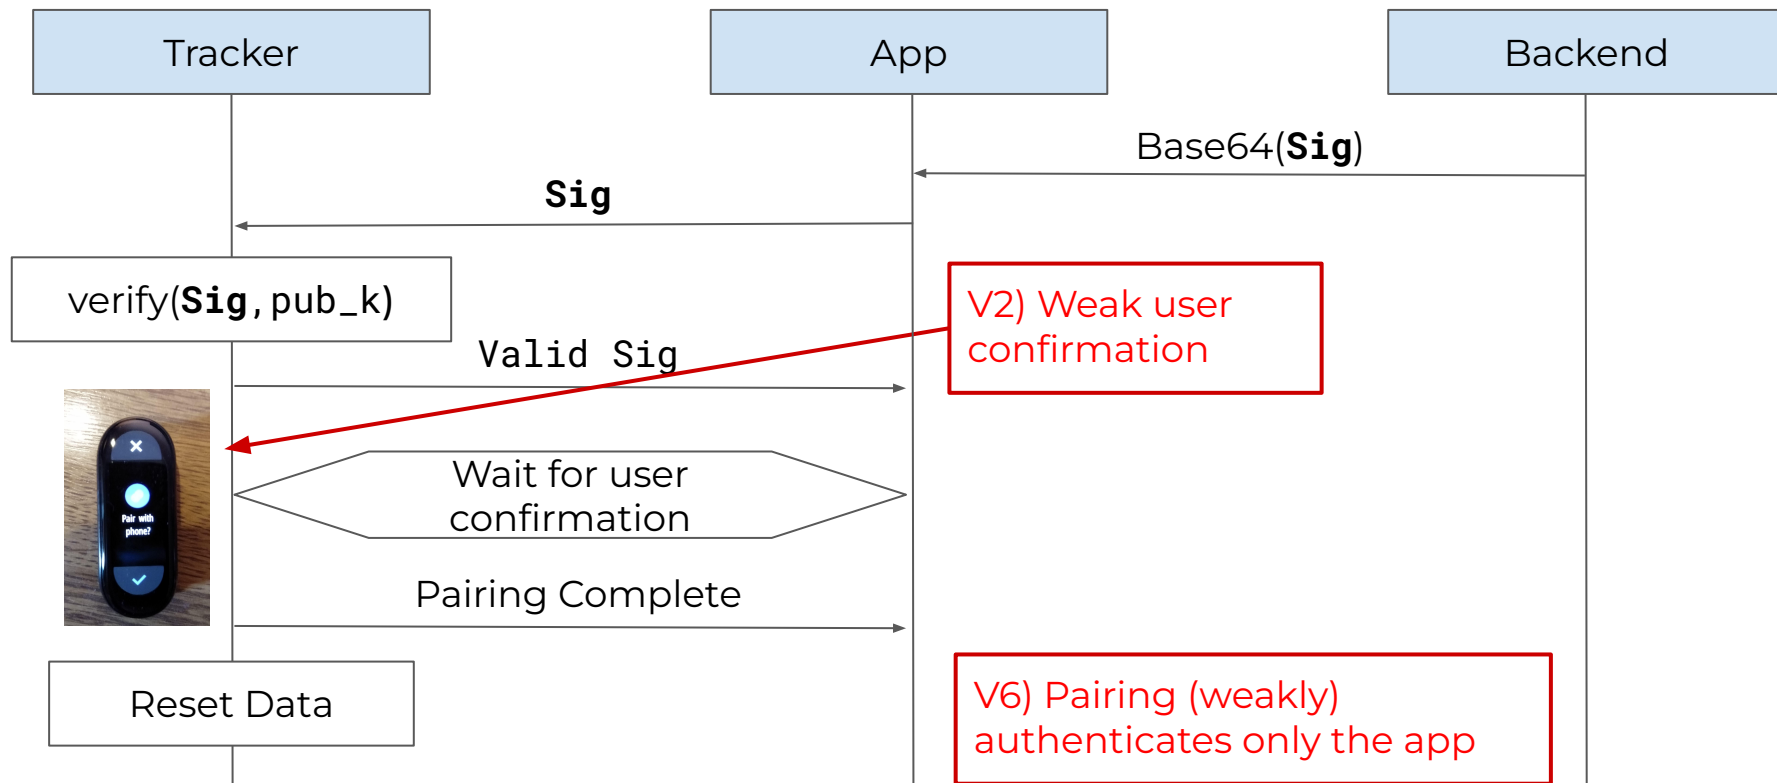 Tracker
App
Backend
Base64(Sig)
Sig
verify(Sig,pub_k)
V2) Weak user
confirmation
Valid Sig
Pair with
phone?
Wait for user
confirmation
Pairing Complete
Reset Data
V6) Pairing (weakly)
authenticates only the app